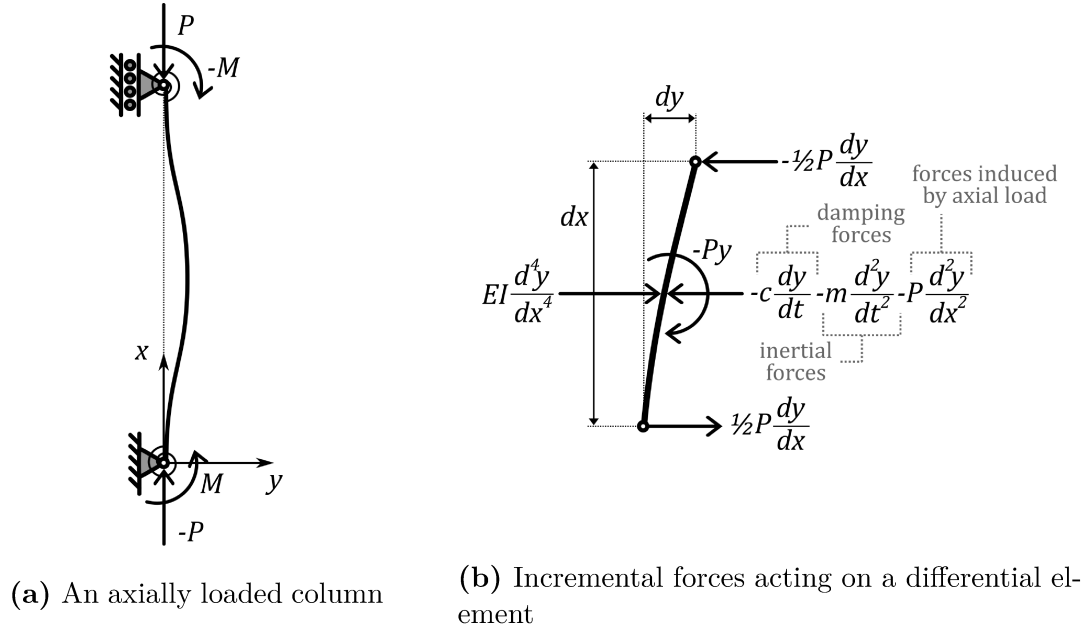 P
-M
x
y
M
-P
dy
dx
-½P dy/dx
forces induced
by axial load
damping
forces
-Py
EI d⁴y/dx⁴
-c dy/dt -m d²y/dt² -P d²y/dx²
inertial
forces
½P dy/dx
(a) An axially loaded column
(b) Incremental forces acting on a differential el-
ement